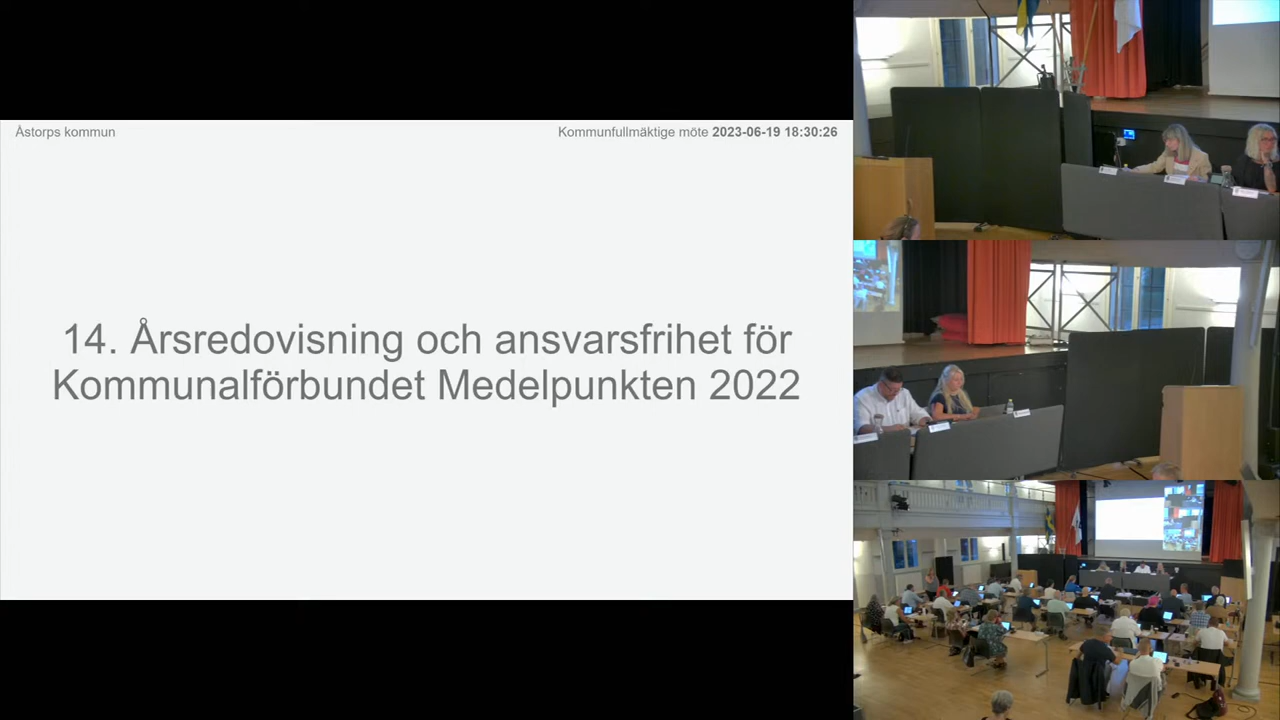 Åstorps kommun
Kommunfullmäktige möte 2023-06-19 18:30:26
14. Årsredovisning och ansvarsfrihet för
Kommunalförbundet Medelpunkten 2022